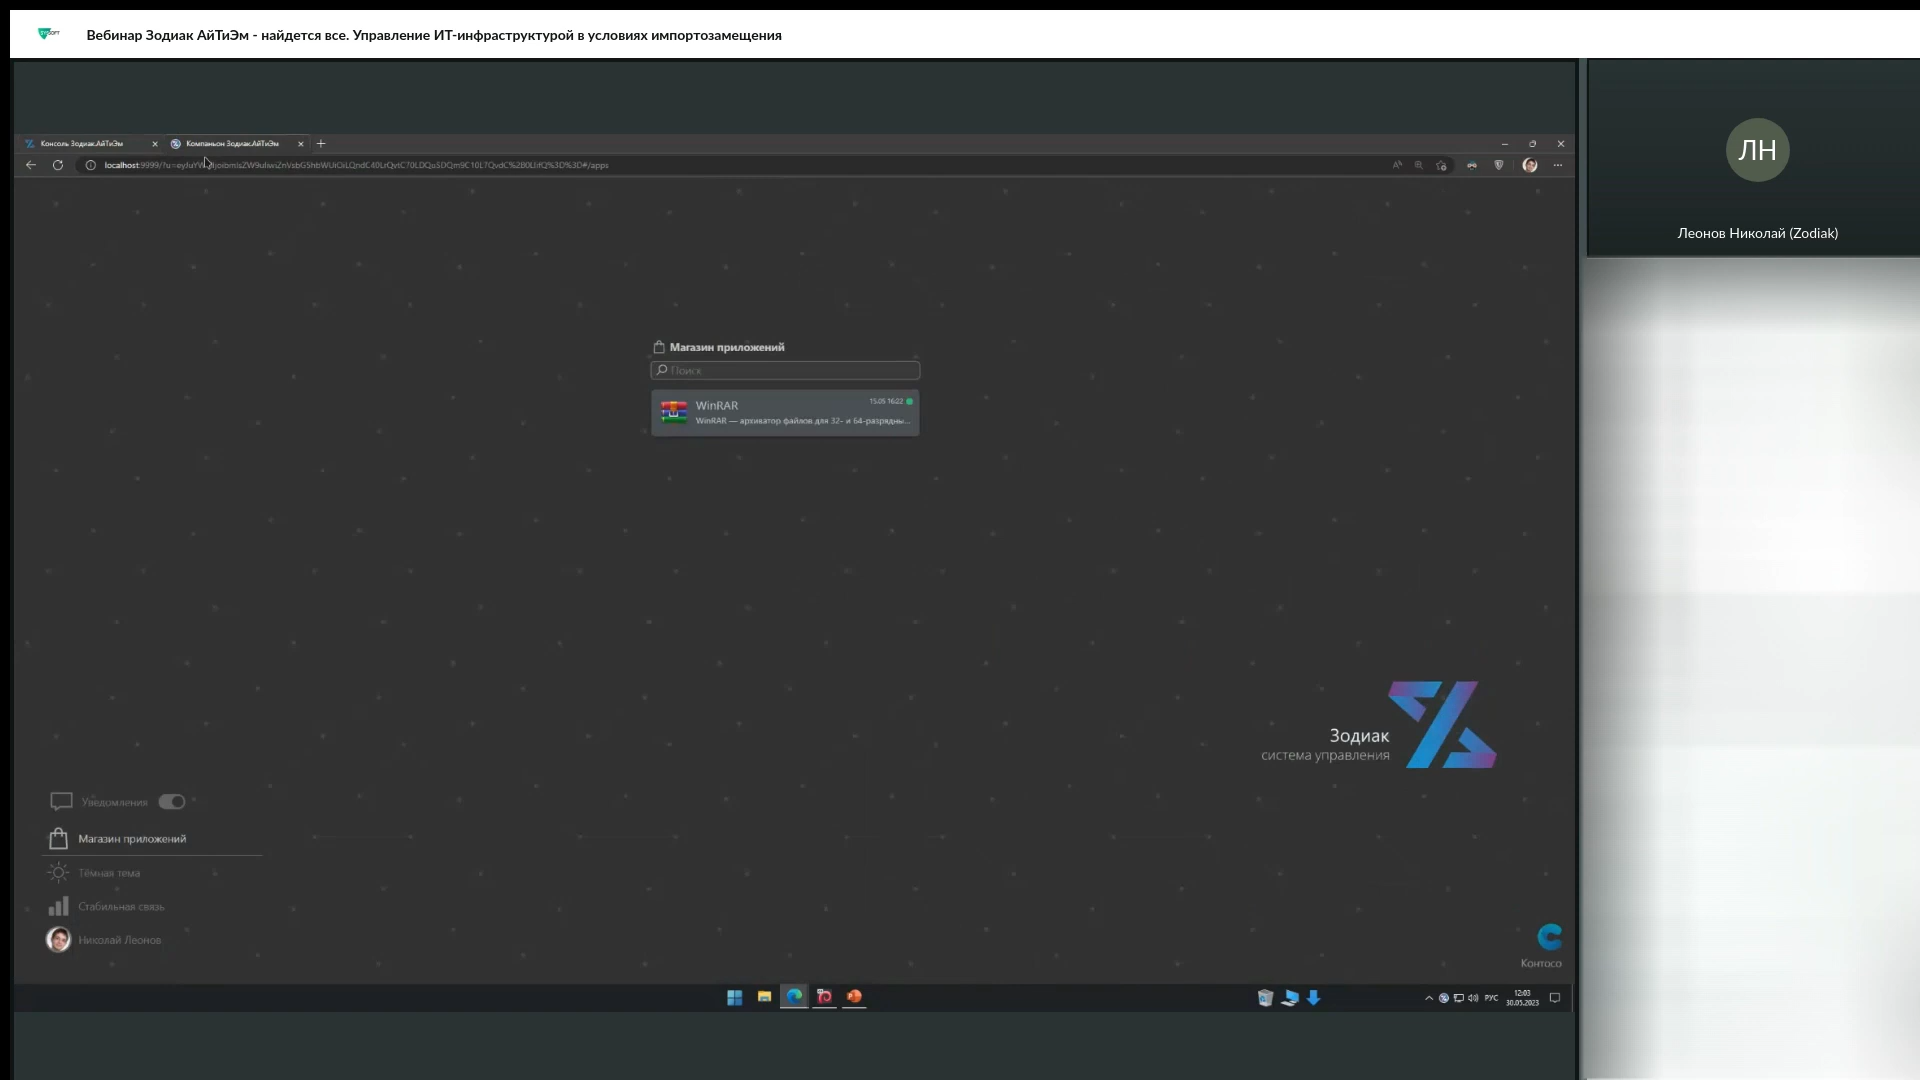 Вебинар Зодиак АйТиЭм - найдется все. Управление ИТ-инфраструктурой в условиях импортозамещения
Консоль Зодиак.АйТиЭм
Компаньон Зодиак.АйТиЭм
ЛН
Леонов Николай (Zodiak)
Магазин приложений
Поиск
WinRAR
15.05 16:22
WinRAR — архиватор файлов для 32- и 64-разрядны...
Зодиак
система управления
Уведомления
Магазин приложений
Тёмная тема
Стабильная связь
Николай Леонов
Контосо
РУС
12:03
30.05.2023